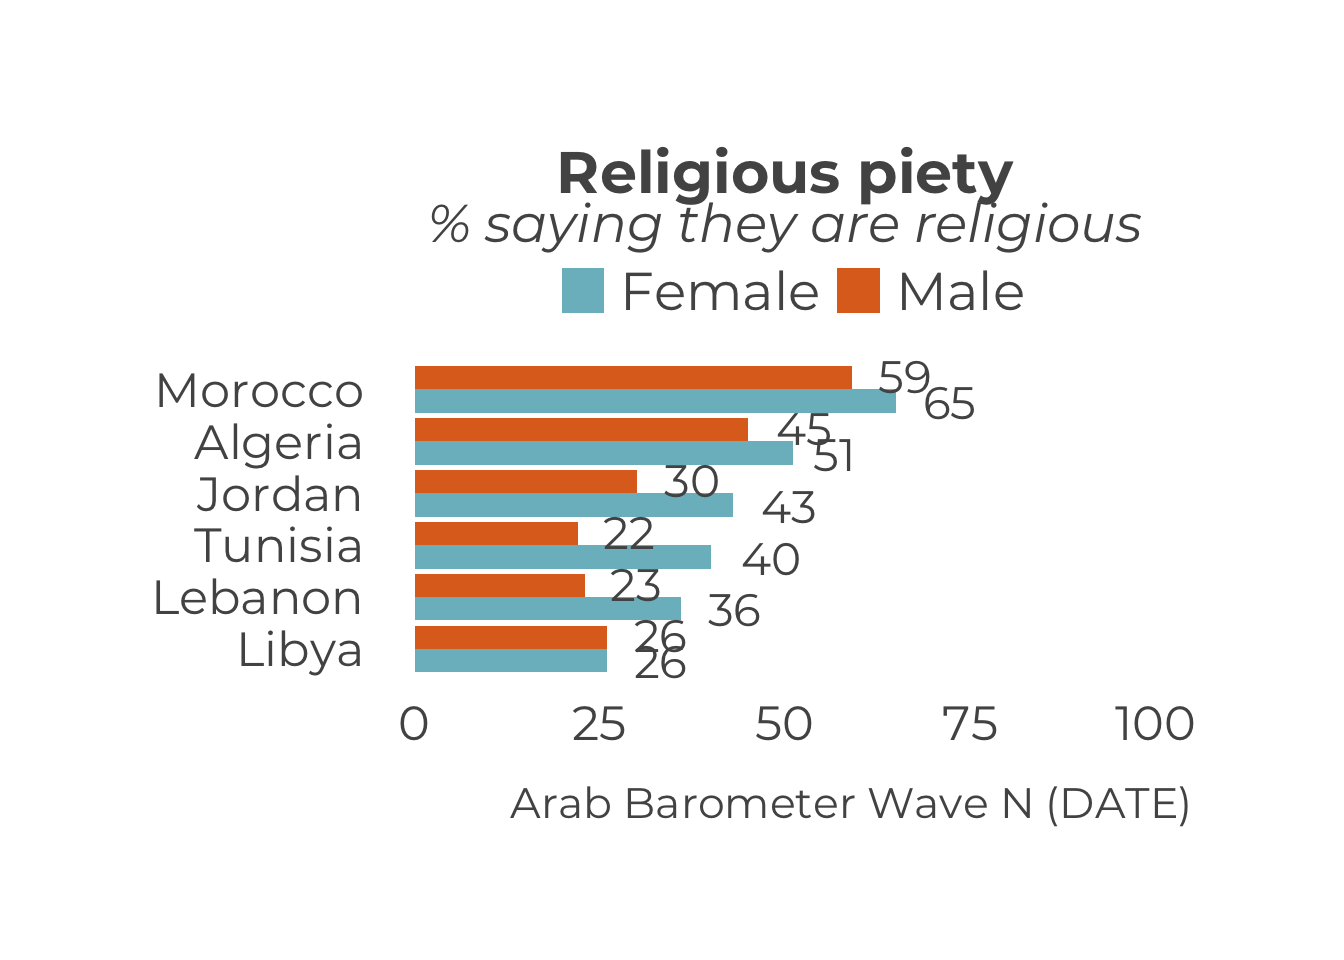 Religious piety
% saying they are religious
Female Male
59
Morocco 65
45
Algeria 51
30
Jordan 43
22
Tunisia 40
23
Lebanon 36
26
Libya 26
0 25 50 75 100
Arab Barometer Wave N (DATE)